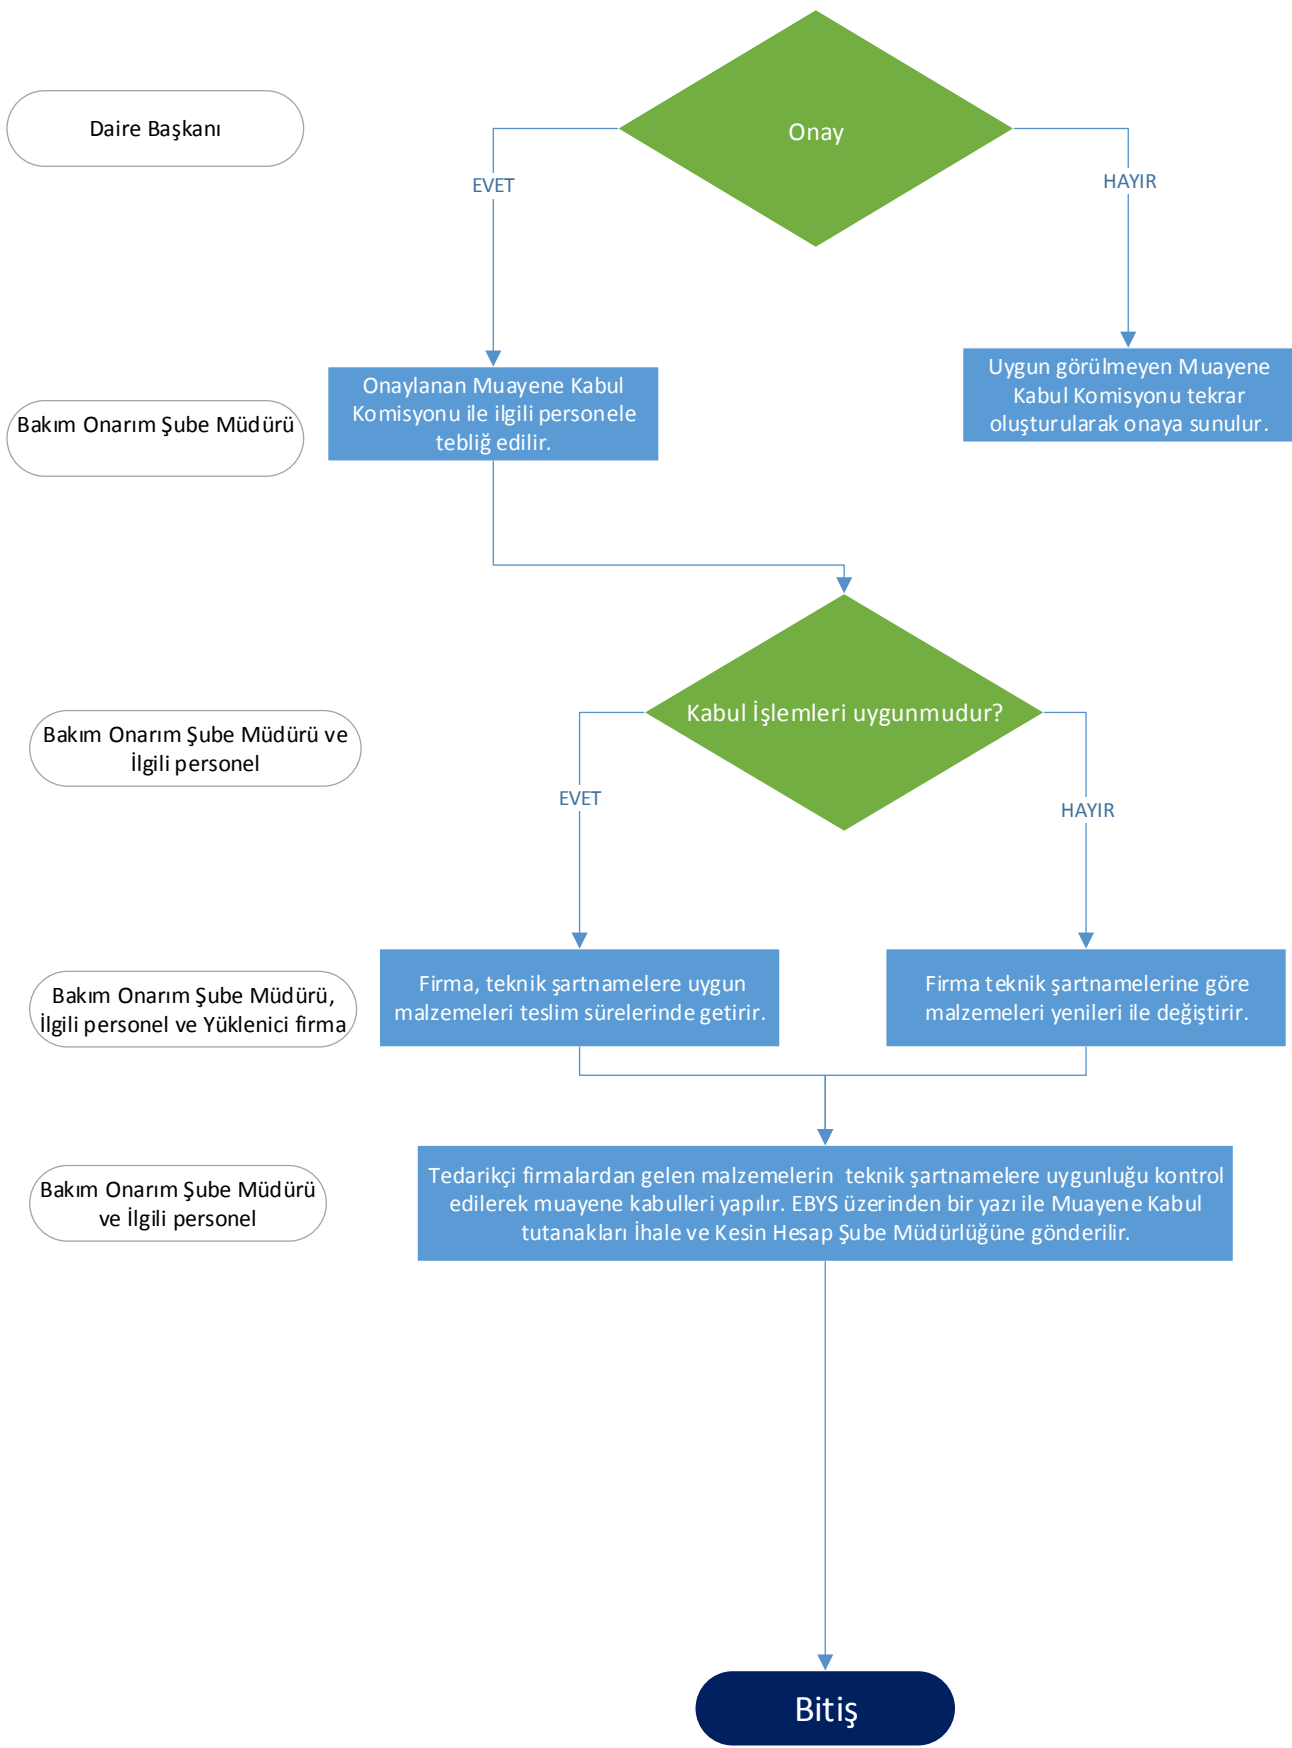 Daire Başkanı
Onay
EVET
HAYIR
Bakım Onarım Şube Müdürü
Onaylanan Muayene Kabul
Komisyonu ile ilgili personele
tebliğ edilir.
Uygun görülmeyen Muayene
Kabul Komisyonu tekrar
oluşturularak onaya sunulur.
Bakım Onarım Şube Müdürü ve
İlgili personel
Kabul İşlemleri uygunmudur?
EVET
HAYIR
Bakım Onarım Şube Müdürü,
İlgili personel ve Yüklenici firma
Firma, teknik şartnamelere uygun
malzemeleri teslim sürelerinde getirir.
Firma teknik şartnamelerine göre
malzemeleri yenileri ile değiştirir.
Bakım Onarım Şube Müdürü
ve İlgili personel
Tedarikçi firmalardan gelen malzemelerin  teknik şartnamelere uygunluğu kontrol
edilerek muayene kabulleri yapılır. EBYS üzerinden bir yazı ile Muayene Kabul
tutanakları İhale ve Kesin Hesap Şube Müdürlüğüne gönderilir.
Bitiş